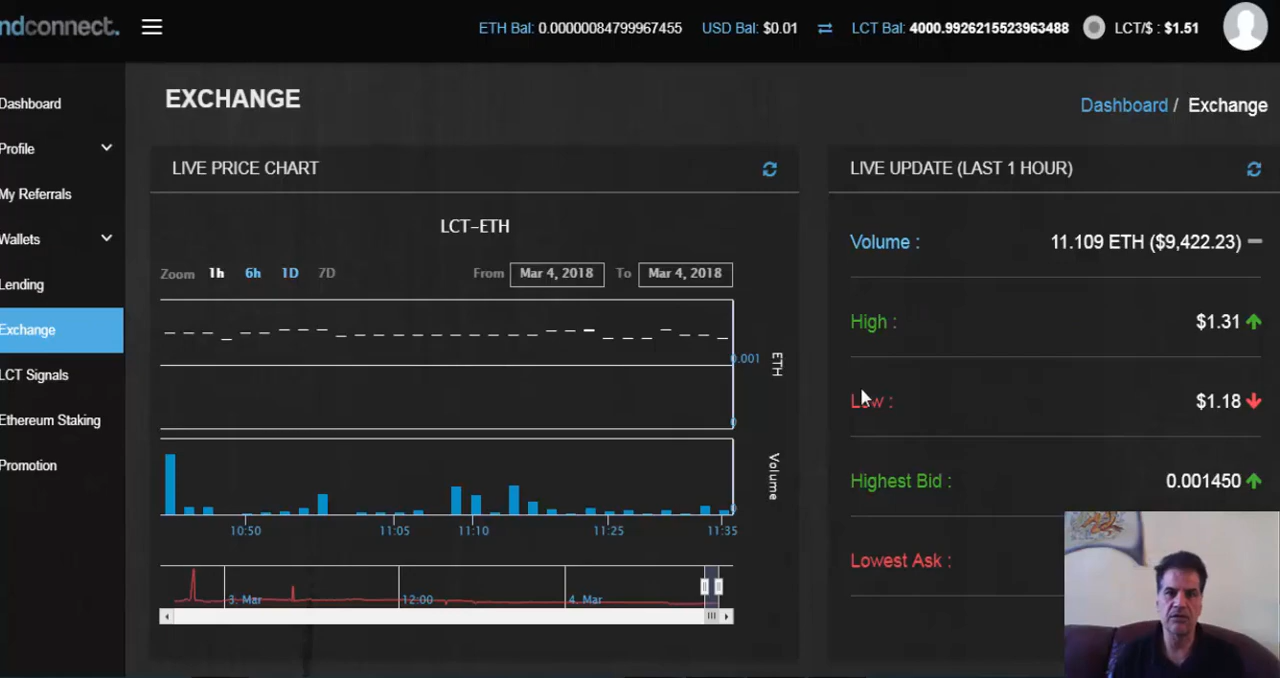 ndconnect.
ETH Bal: 0.00000084799967455 USD Bal: $0.01 LCT Bal: 4000.9926215523963488 LCT/$ : $1.51
Dashboard
Profile
My Referrals
Wallets
Lending
Exchange
LCT Signals
Ethereum Staking
Promotion
EXCHANGE
Dashboard / Exchange
LIVE PRICE CHART
LCT-ETH
Zoom 1h 6h 1D 7D From Mar 4, 2018 To Mar 4, 2018
0.001
ETH
0
Volume
0
10:50 11:05 11:10 11:25 11:35
3. Mar 12:00 4. Mar
LIVE UPDATE (LAST 1 HOUR)
Volume : 11.109 ETH ($9,422.23)
High : $1.31
Low : $1.18
Highest Bid : 0.001450
Lowest Ask :